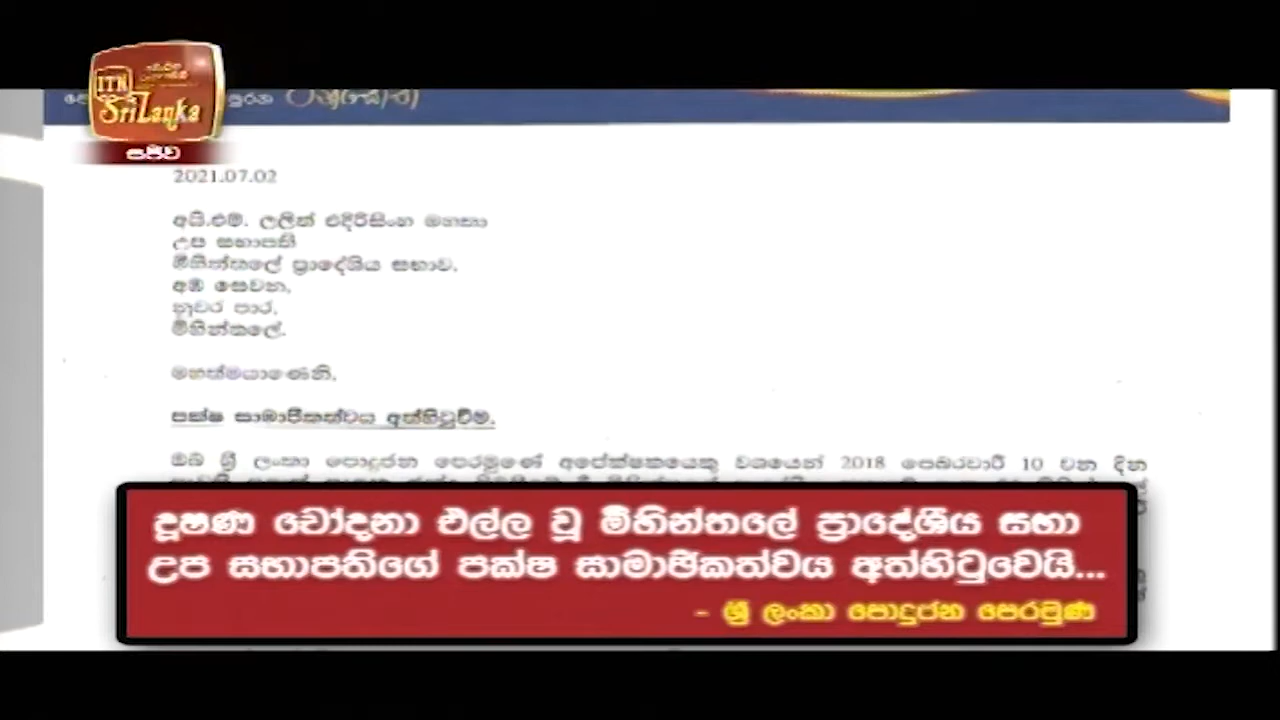 ITN
SriLanka
සජීව
2021.07.02
අයි.එම්. ලලින් එදිරිසිංහ මහතා
උප සභාපති
මිහින්තලේ ප්‍රාදේශිය සභාව,
අඹ සෙවන,
නුවර පාර,
මිහින්තලේ.
මහත්මයාණෙනි,
පක්ෂ සාමාජිකත්වය අත්හිටුවීම.
ඔබ ශ්‍රී ලංකා පොදුජන පෙරමුණේ අපේක්ෂකයෙකු වශයෙන් 2018 පෙබරවාරි 10 වන දින
දූෂණ චෝදනා එල්ල වූ මිහින්තලේ ප්‍රාදේශීය සභා
උප සභාපතිගේ පක්ෂ සාමාජිකත්වය අත්හිටුවෙයි...
- ශ්‍රී ලංකා පොදුජන පෙරමුණ